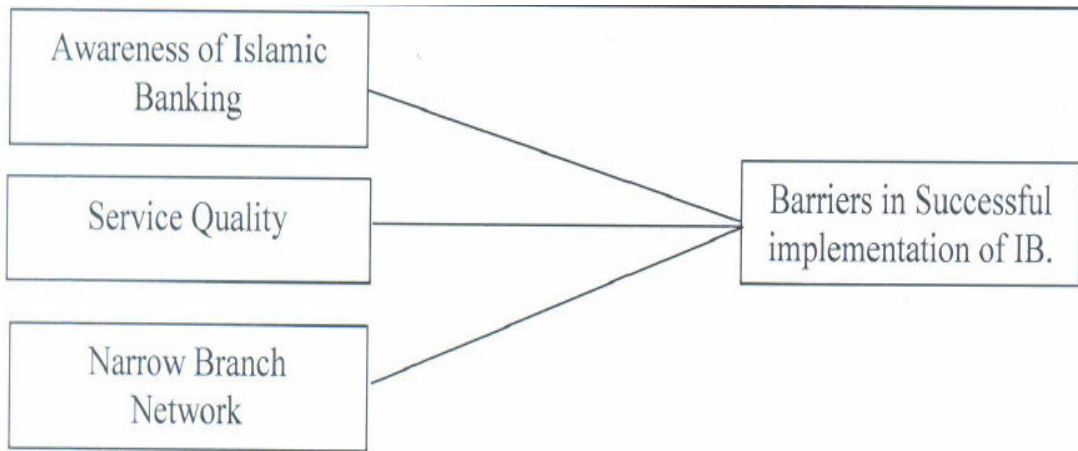 Awareness of Islamic
Banking
Service Quality
Narrow Branch
Network
Barriers in Successful
implementation of IB.